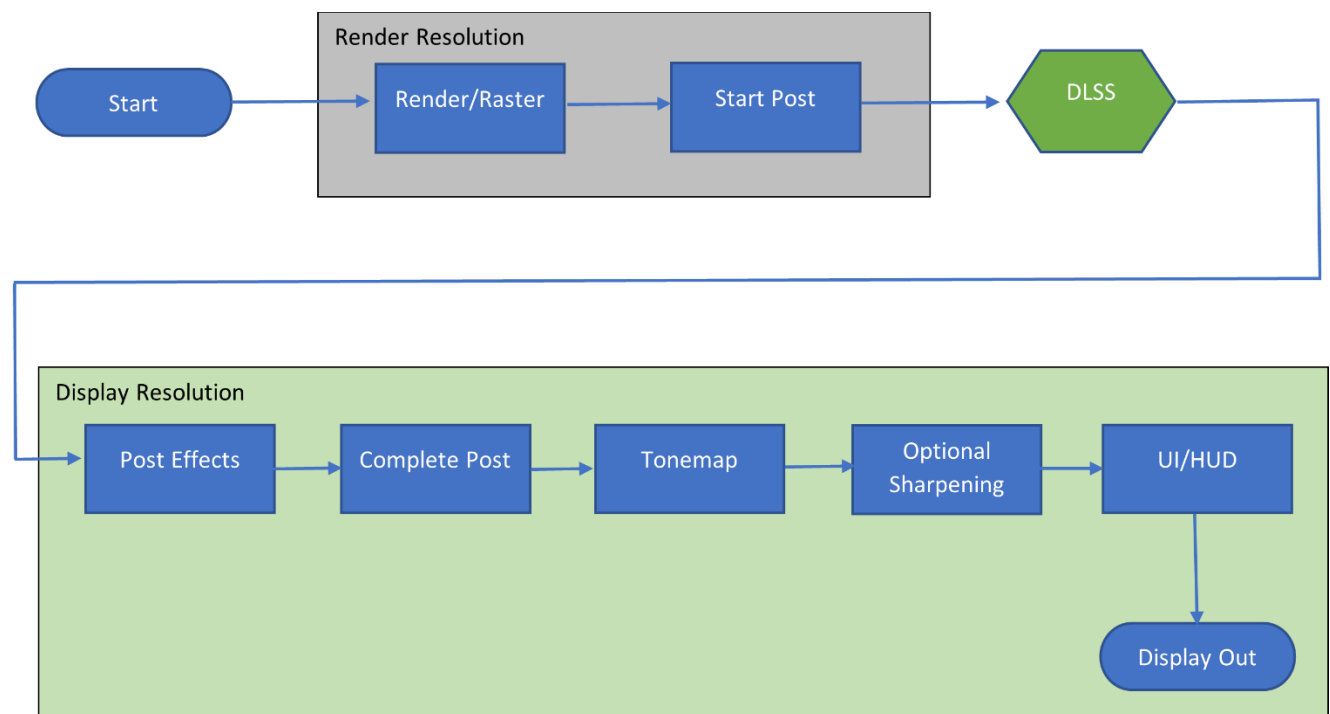 Render Resolution
Start
Render/Raster
Start Post
DLSS
Display Resolution
Post Effects
Complete Post
Tonemap
Optional
Sharpening
UI/HUD
Display Out